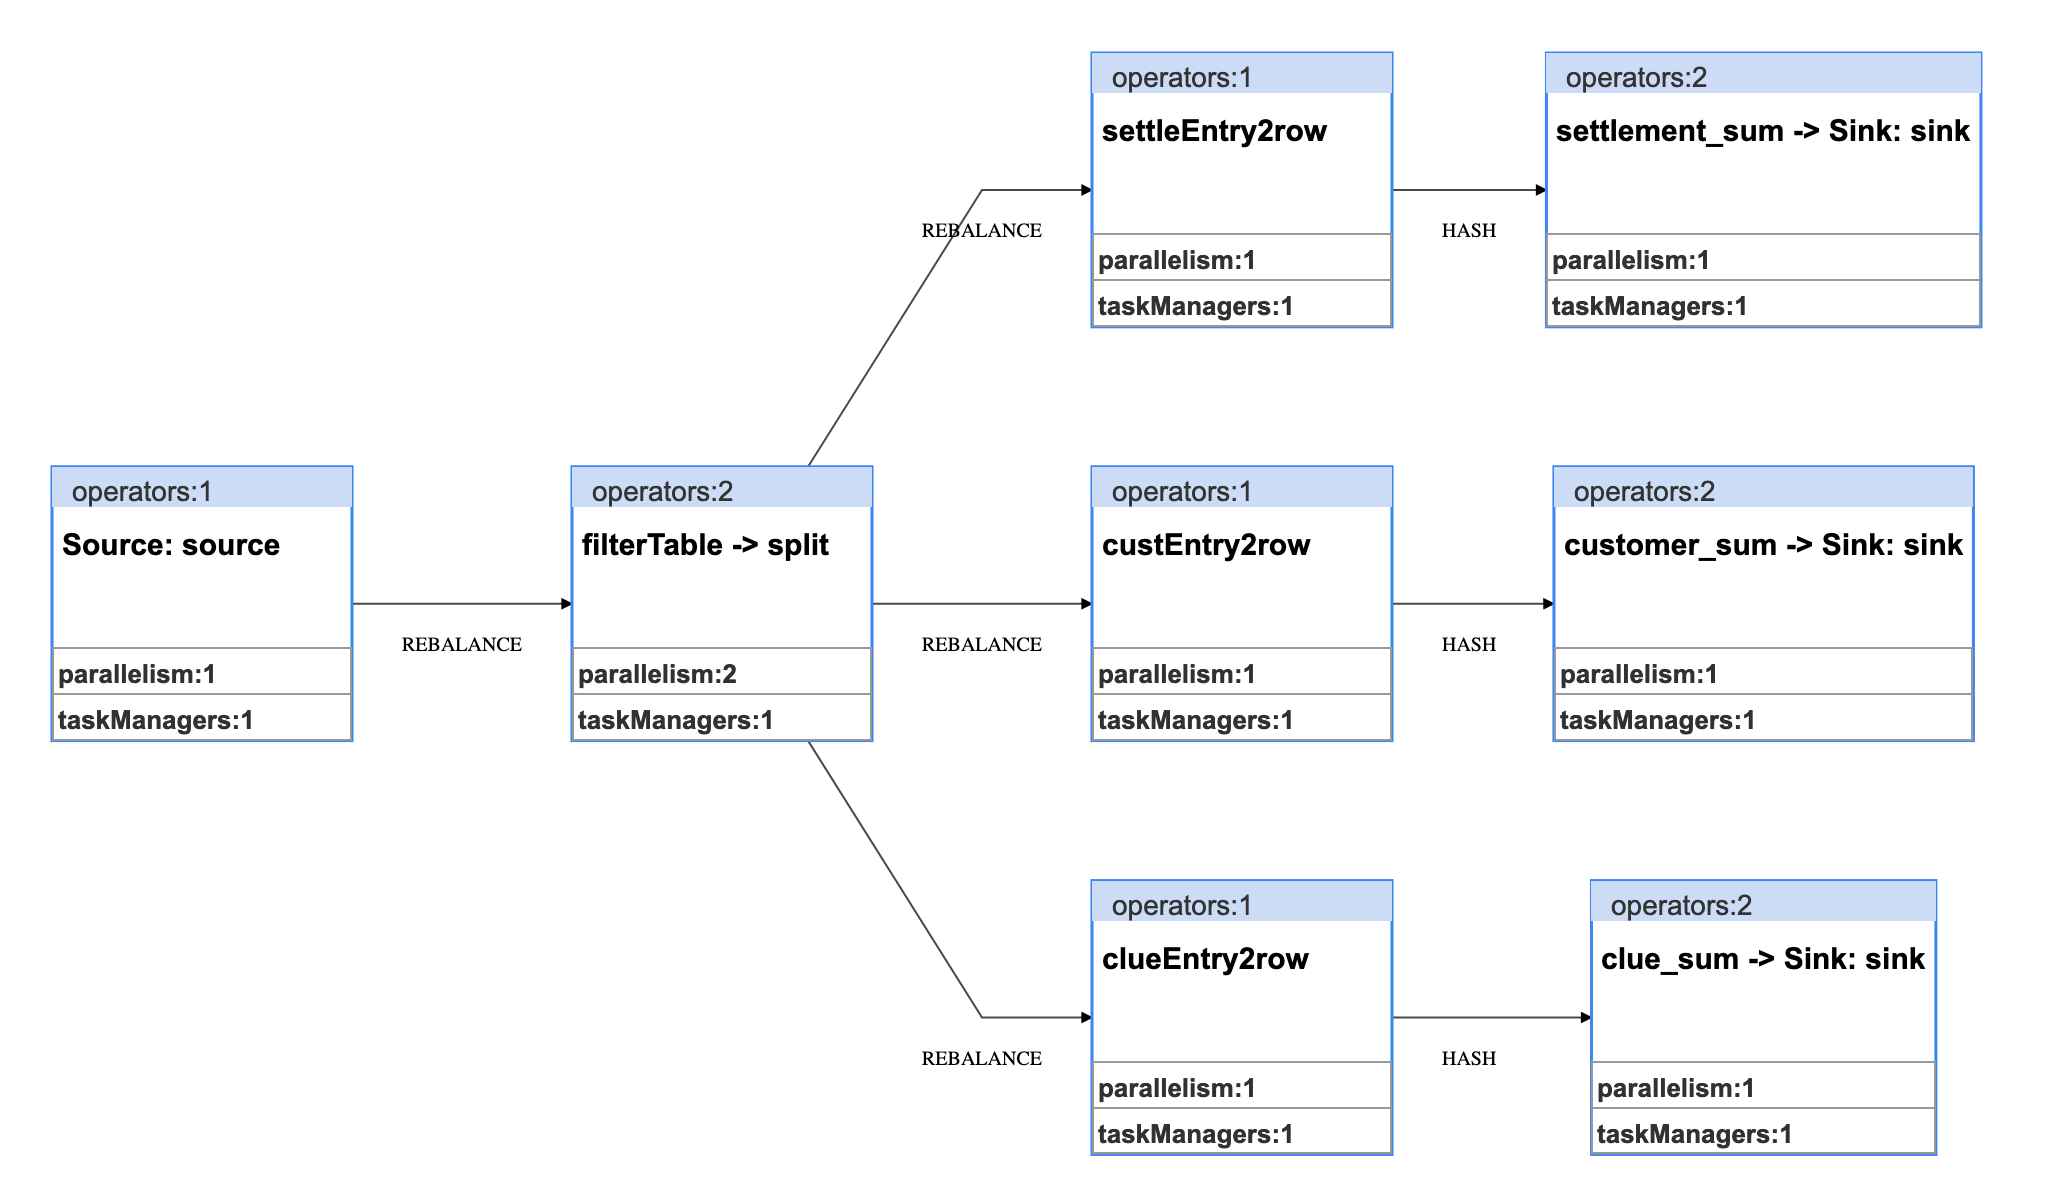 operators:1
settleEntry2row
parallelism:1
taskManagers:1
operators:2
settlement_sum -> Sink: sink
parallelism:1
taskManagers:1
REBALANCE
HASH
operators:1
Source: source
parallelism:1
taskManagers:1
REBALANCE
operators:2
filterTable -> split
parallelism:2
taskManagers:1
REBALANCE
operators:1
custEntry2row
parallelism:1
taskManagers:1
HASH
operators:2
customer_sum -> Sink: sink
parallelism:1
taskManagers:1
REBALANCE
operators:1
clueEntry2row
parallelism:1
taskManagers:1
HASH
operators:2
clue_sum -> Sink: sink
parallelism:1
taskManagers:1